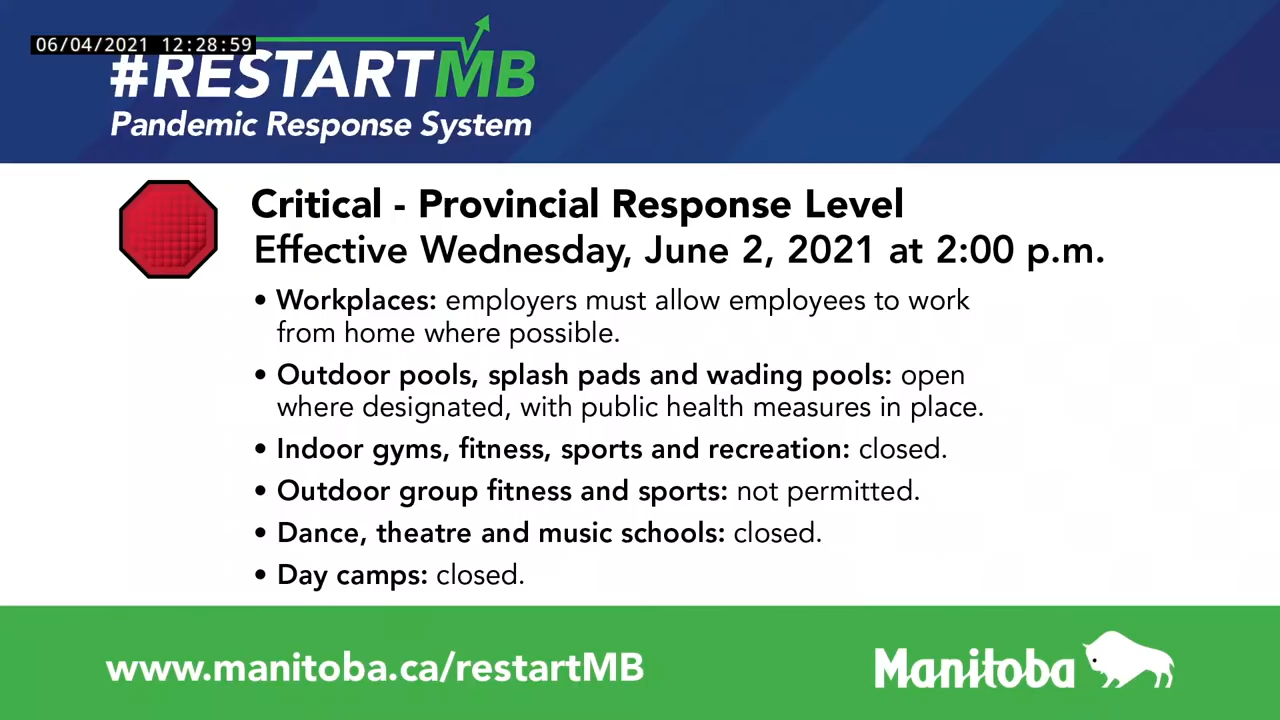 06/04/2021 12:28:59
#RESTARTMB
Pandemic Response System
Critical - Provincial Response Level
Effective Wednesday, June 2, 2021 at 2:00 p.m.
• Workplaces: employers must allow employees to work
from home where possible.
• Outdoor pools, splash pads and wading pools: open
where designated, with public health measures in place.
• Indoor gyms, fitness, sports and recreation: closed.
• Outdoor group fitness and sports: not permitted.
• Dance, theatre and music schools: closed.
• Day camps: closed.
www.manitoba.ca/restartMB
Manitoba